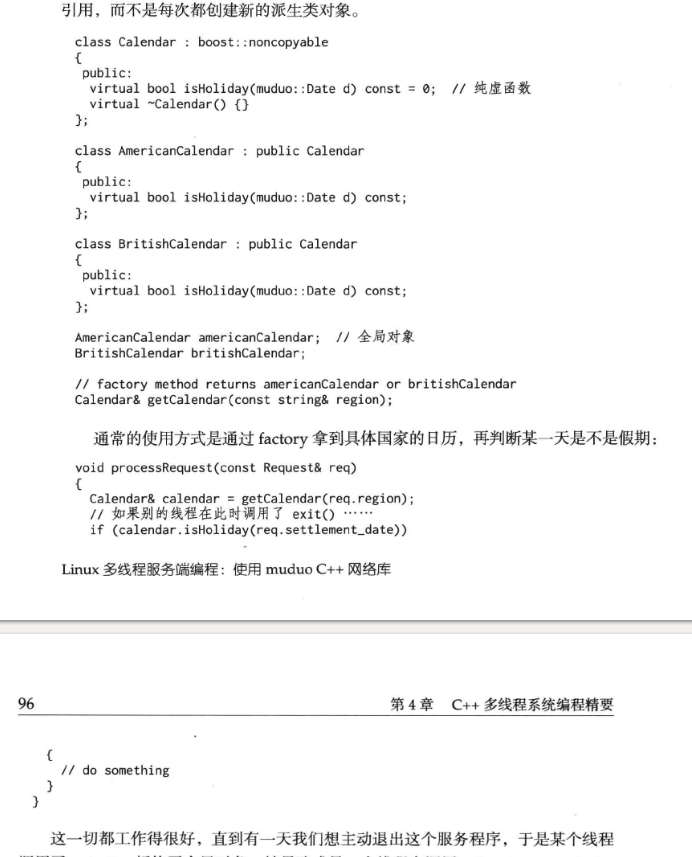 引用，而不是每次都创建新的派生类对象。
class Calendar : boost::noncopyable
{
public:
virtual bool isHoliday(muduo::Date d) const = 0; // 纯虚函数
virtual ~Calendar() {}
};
class AmericanCalendar : public Calendar
{
public:
virtual bool isHoliday(muduo::Date d) const;
};
class BritishCalendar : public Calendar
{
public:
virtual bool isHoliday(muduo::Date d) const;
};
AmericanCalendar americanCalendar; // 全局对象
BritishCalendar britishCalendar;
// factory method returns americanCalendar or britishCalendar
Calendar& getCalendar(const string& region);
通常的使用方式是通过 factory 拿到具体国家的日历，再判断某一天是不是假期：
void processRequest(const Request& req)
{
Calendar& calendar = getCalendar(req.region);
// 如果别的线程在此时调用了 exit() ……
if (calendar.isHoliday(req.settlement_date))
Linux 多线程服务端编程：使用 muduo C++ 网络库
96 第 4 章 C++ 多线程系统编程精要
{
// do something
}
}
这一切都工作得很好，直到有一天我们想主动退出这个服务程序，于是某个线程